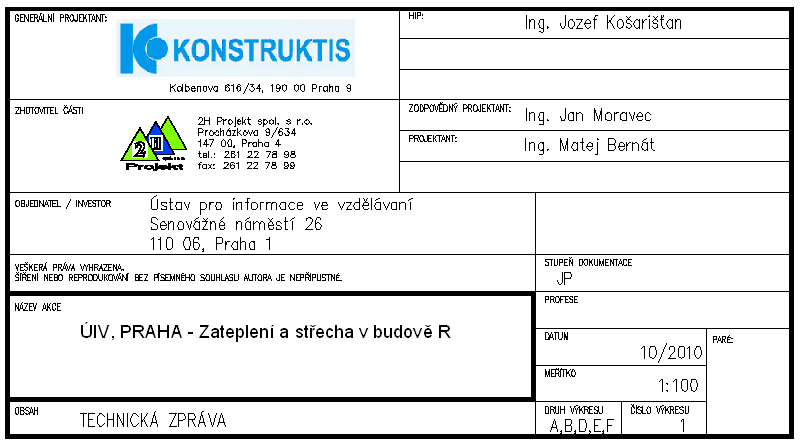 GENERÁLNÍ PROJEKTANT:
KONSTRUKTIS
Kolbenova 616/34, 190 00 Praha 9
HIP:
Ing. Jozef Košarišťan
ZHOTOVITEL ČÁSTI
2H
Projekt
2H Projekt spol. s r.o.
Procházkova 9/634
147 00, Praha 4
tel.: 261 22 78 98
fax: 261 22 78 99
ZODPOVĚDNÝ PROJEKTANT:
Ing. Jan Moravec
PROJEKTANT:
Ing. Matej Bernát
OBJEDNATEL / INVESTOR
Ústav pro informace ve vzdělávaní
Senovážné náměstí 26
110 06, Praha 1
VEŠKERÁ PRÁVA VYHRAZENA.
ŠÍŘENÍ NEBO REPRODUKOVÁNÍ BEZ PÍSEMNÉHO SOUHLASU AUTORA JE NEPŘÍPUSTNÉ.
STUPEŇ DOKUMENTACE
JP
NÁZEV AKCE
ÚIV, PRAHA - Zateplení a střecha v budově R
PROFESE
DATUM
10/2010
MEŘÍTKO
1:100
PARÉ:
OBSAH
TECHNICKÁ ZPRÁVA
DRUH VÝKRESU
A,B,D,E,F
ČÍSLO VÝKRESU
1